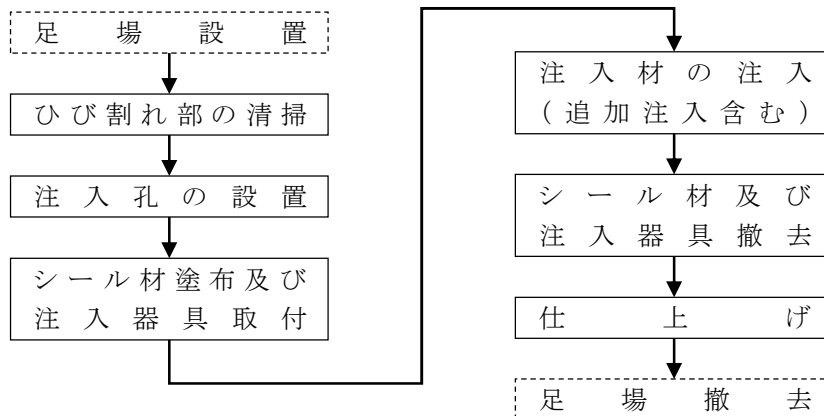 足場設置
ひび割れ部の清掃
注入孔の設置
シール材塗布及び
注入器具取付
注入材の注入
(追加注入含む)
シール材及び
注入器具撤去
仕上げ
足場撤去